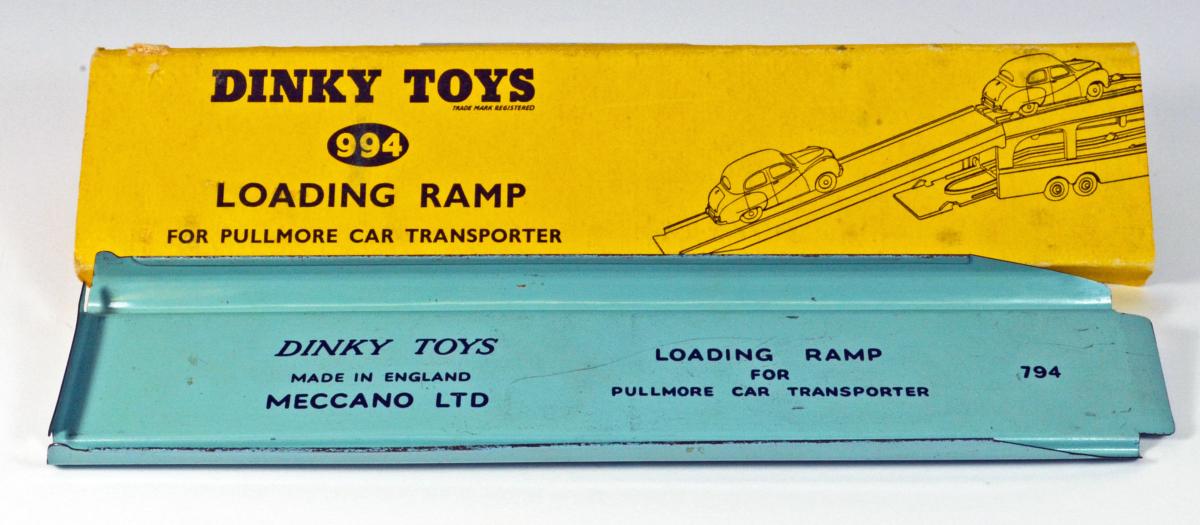 DINKY TOYS
TRADE MARK REGISTERED
994
LOADING RAMP
FOR PULLMORE CAR TRANSPORTER
DINKY TOYS
MADE IN ENGLAND
MECCANO LTD
LOADING RAMP
FOR
PULLMORE CAR TRANSPORTER
794